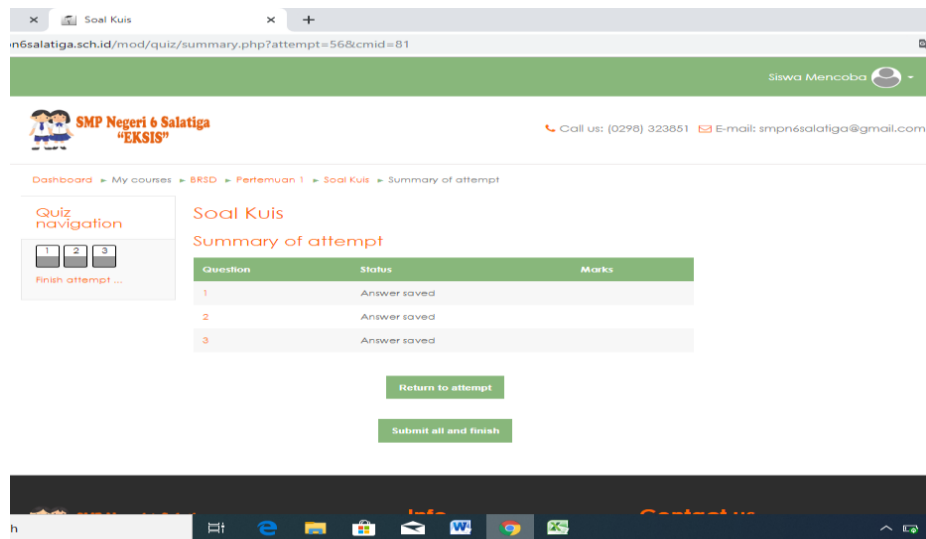 Soal Kuis
n6salatiga.sch.id/mod/quiz/summary.php?attempt=56&cmid=81
Siswa Mencoba
SMP Negeri 6 Salatiga
"EKSIS"
Call us: (0298) 323851 E-mail: smpn6salatiga@gmail.com
Dashboard ► My courses ► BRSD ► Pertemuan 1 ► Soal Kuis ► Summary of attempt
Quiz
navigation
1 2 3
Finish attempt ...
Soal Kuis
Summary of attempt
Question Status Marks
1 Answer saved
2 Answer saved
3 Answer saved
Return to attempt
Submit all and finish
Info
Contact us
h